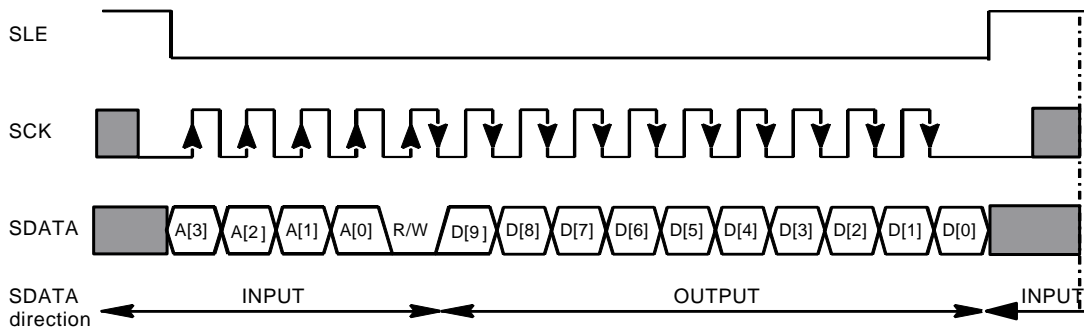 SLE
SCK
SDATA A[3] A[2] A[1] A[0] R/W D[9] D[8] D[7] D[6] D[5] D[4] D[3] D[2] D[1] D[0]
SDATA direction INPUT OUTPUT INPUT